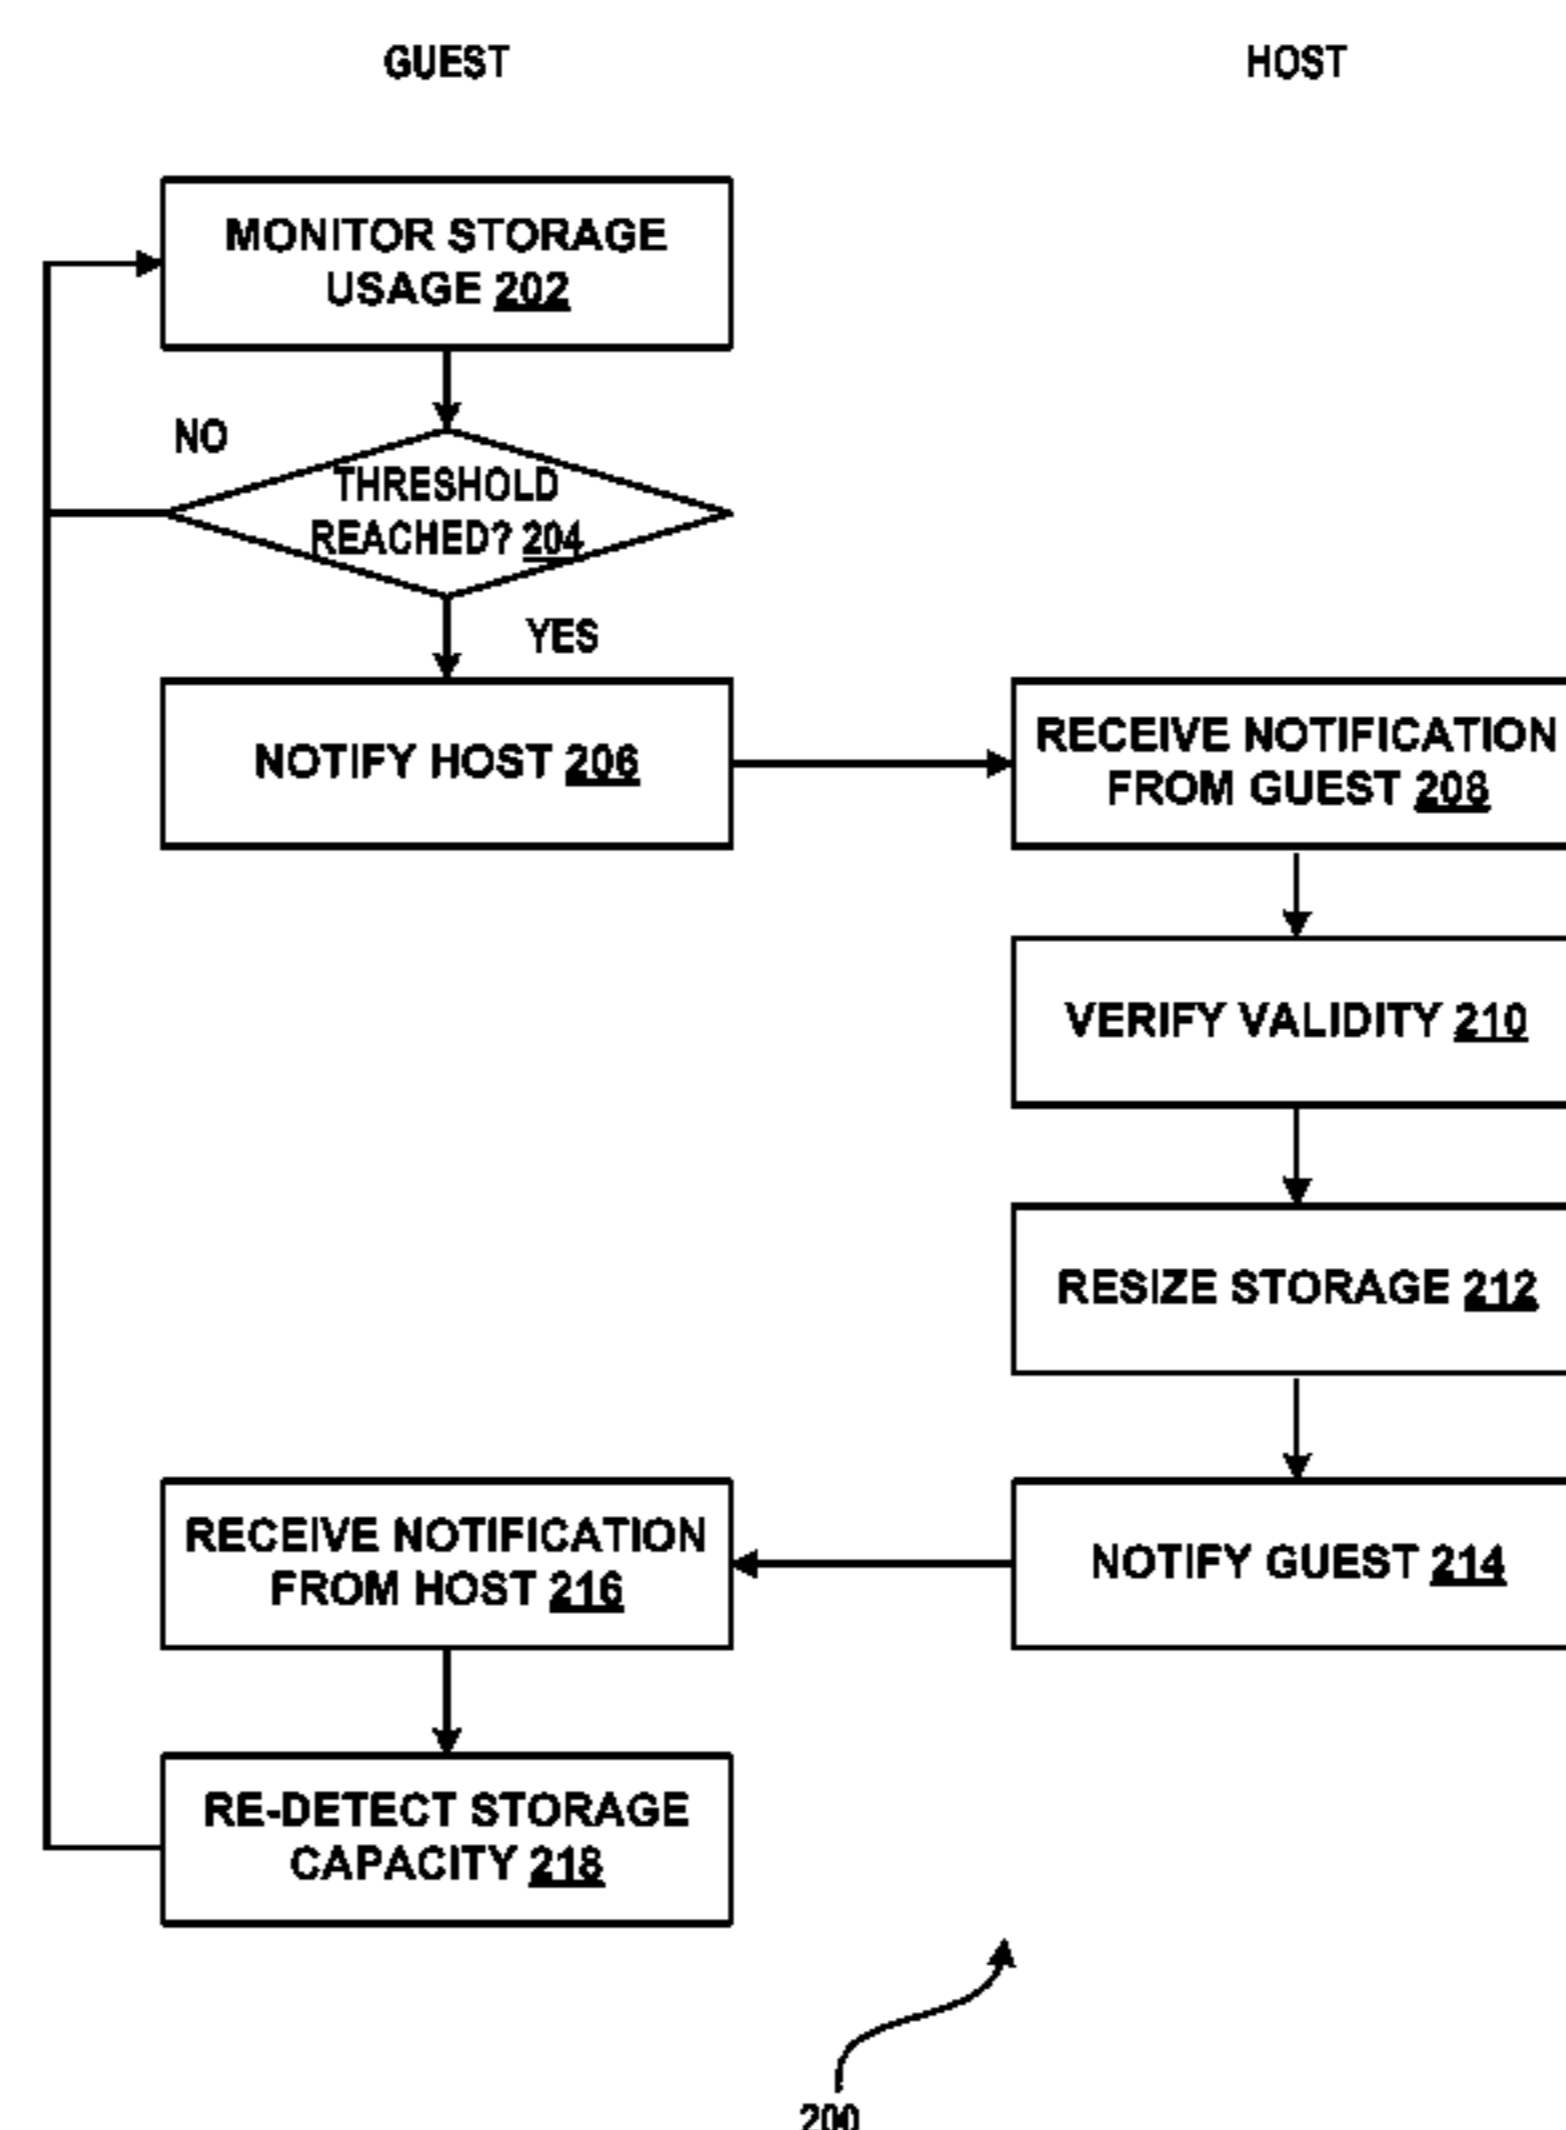 GUEST
HOST
MONITOR STORAGE
USAGE 202
NO
THRESHOLD
REACHED? 204
YES
NOTIFY HOST 206
RECEIVE NOTIFICATION
FROM GUEST 208
VERIFY VALIDITY 210
RESIZE STORAGE 212
NOTIFY GUEST 214
RECEIVE NOTIFICATION
FROM HOST 216
RE-DETECT STORAGE
CAPACITY 218
200